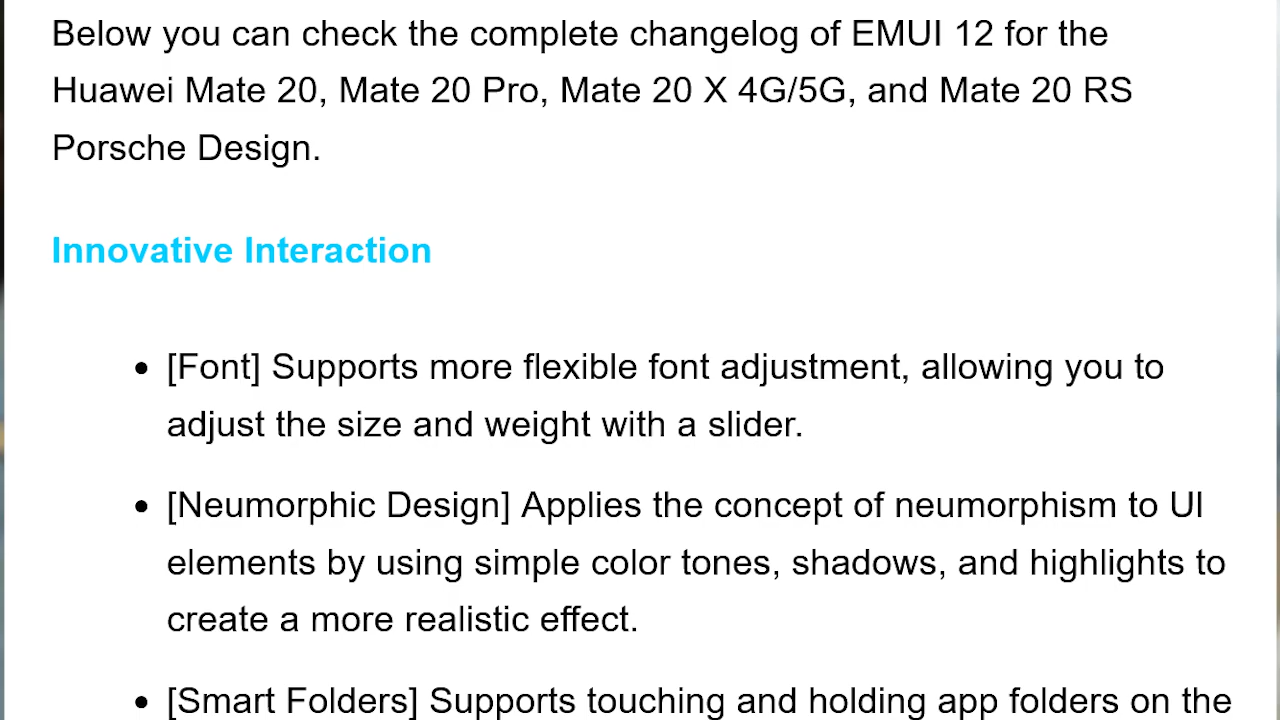 Below you can check the complete changelog of EMUI 12 for the
Huawei Mate 20, Mate 20 Pro, Mate 20 X 4G/5G, and Mate 20 RS
Porsche Design.
Innovative Interaction
• [Font] Supports more flexible font adjustment, allowing you to
adjust the size and weight with a slider.
• [Neumorphic Design] Applies the concept of neumorphism to UI
elements by using simple color tones, shadows, and highlights to
create a more realistic effect.
• [Smart Folders] Supports touching and holding app folders on the